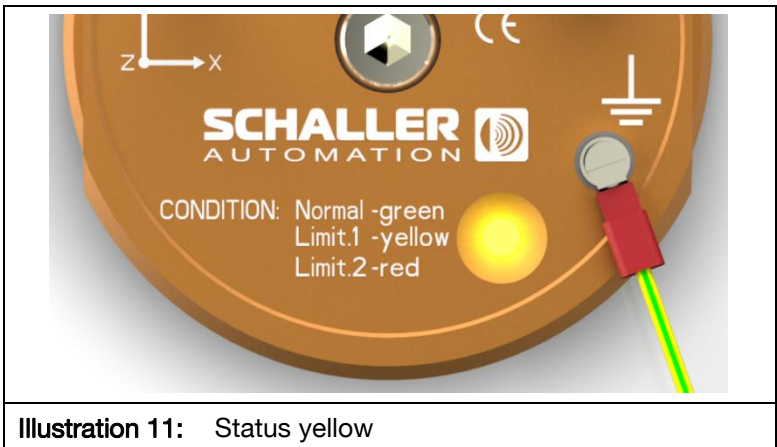 CE
Z X
SCHALLER
AUTOMATION
CONDITION: Normal -green
Limit.1 -yellow
Limit.2 -red
Illustration 11: Status yellow